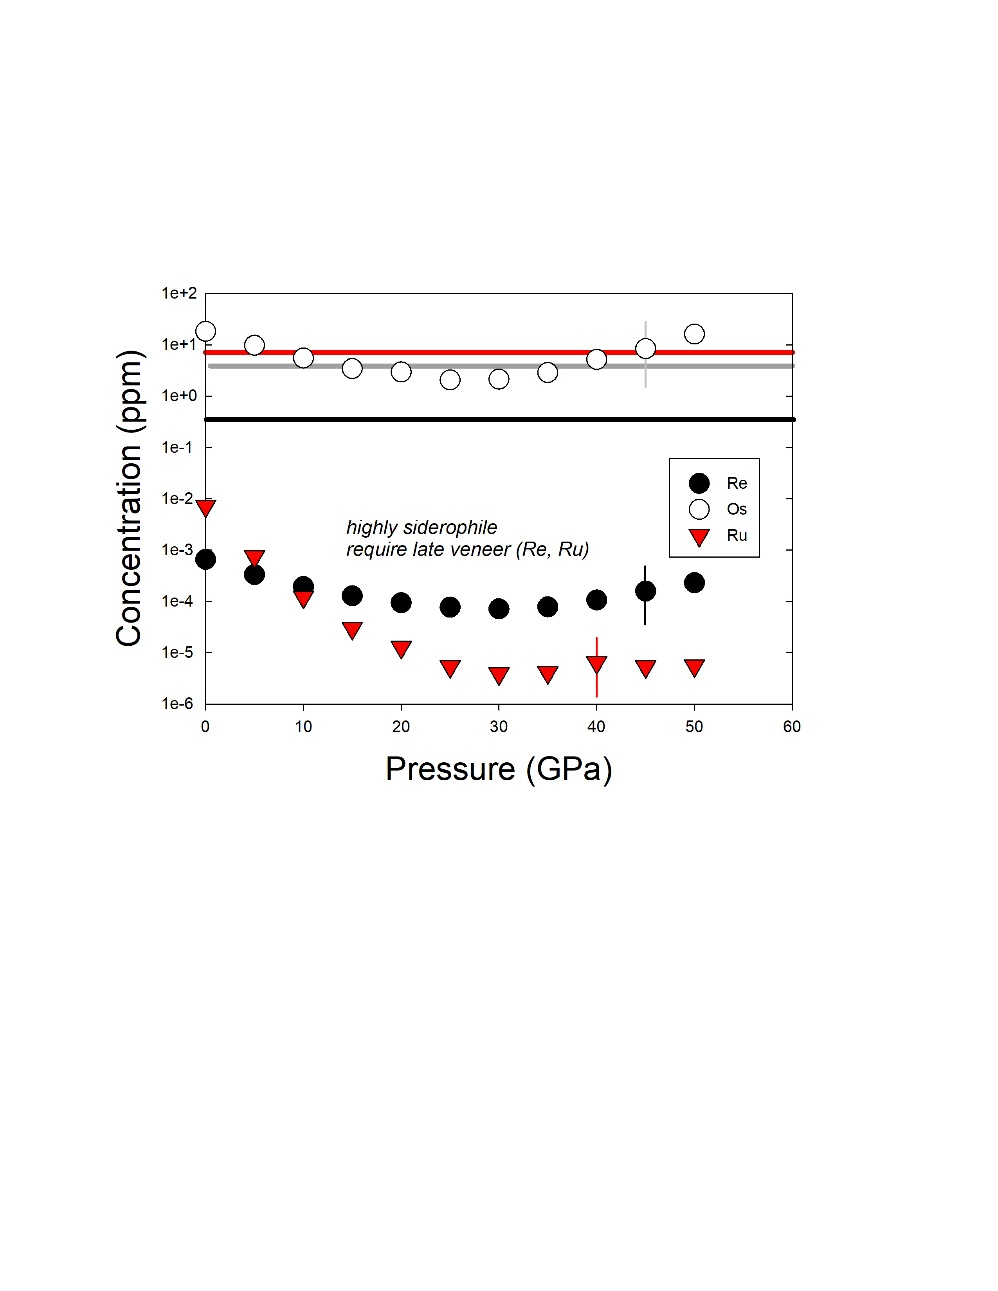 1e+2
1e+1
1e+0
1e-1
1e-2
1e-3
1e-4
1e-5
1e-6
Concentration (ppm)
Re
Os
Ru
highly siderophile
require late veneer (Re, Ru)
0 10 20 30 40 50 60
Pressure (GPa)